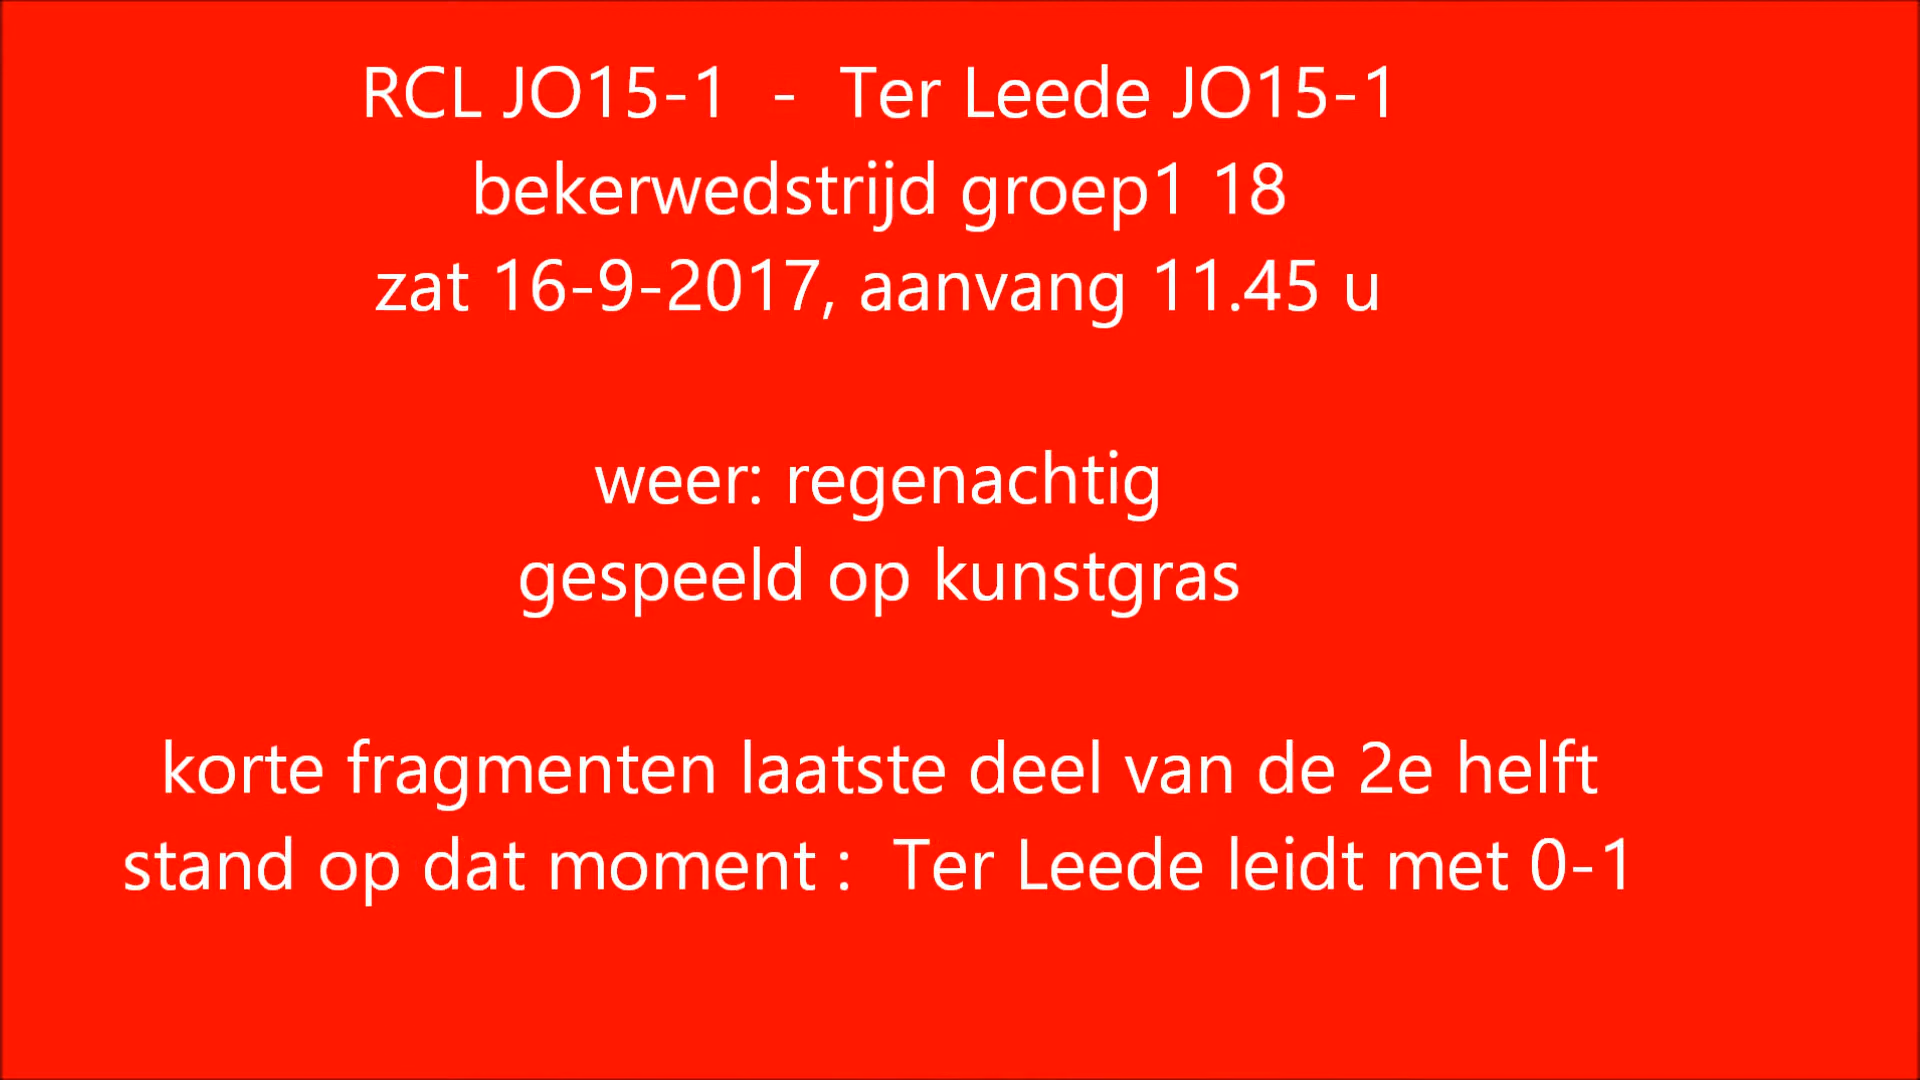 RCL JO15-1  -  Ter Leede JO15-1
bekerwedstrijd groep1 18
zat 16-9-2017, aanvang 11.45 u
weer: regenachtig
gespeeld op kunstgras
korte fragmenten laatste deel van de 2e helft
stand op dat moment :  Ter Leede leidt met 0-1